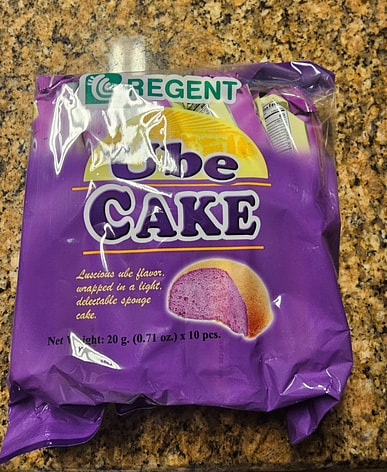 REGENT
Ube
CAKE
Luscious ube flavor,
wrapped in a light,
delectable sponge
cake.
Net Weight: 20 g. (0.71 oz.) x 10 pcs.